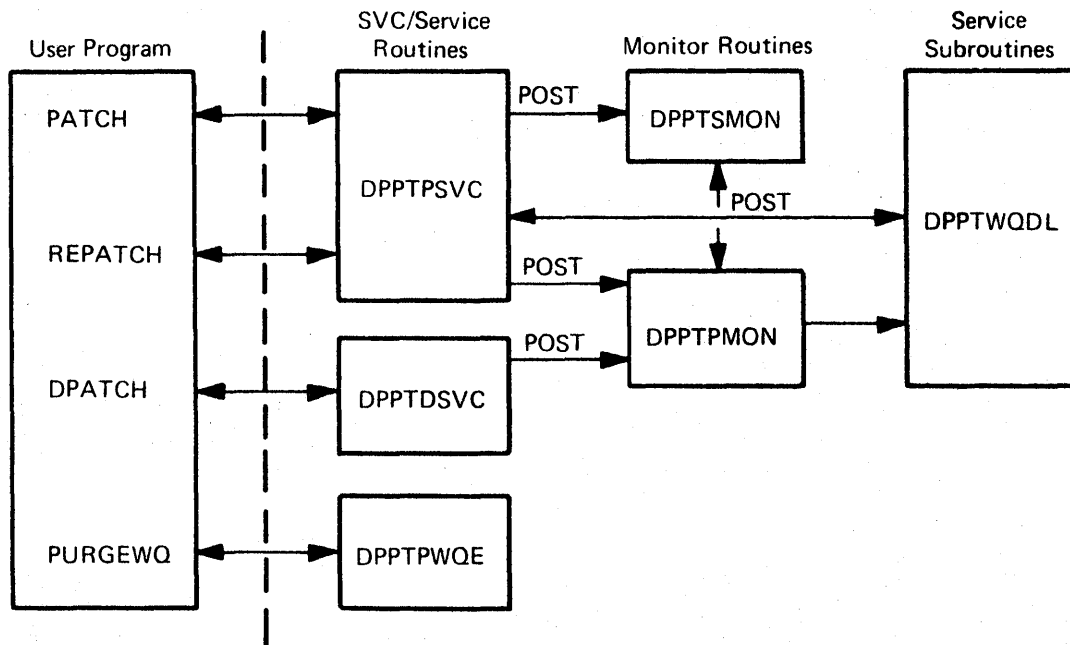 User Program
SVC/Service
Routines
Monitor Routines
Service
Subroutines
PATCH
POST
DPPTSMON
DPPTPSVC
POST
DPPTWQDL
REPATCH
POST
DPPTPMON
POST
DPATCH
DPPTDSVC
PURGEWQ
DPPTPWQE